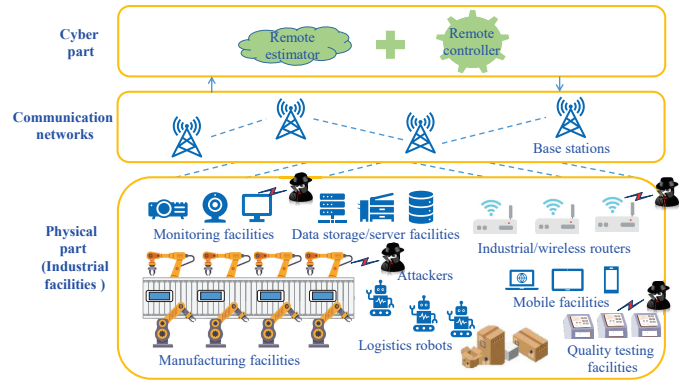 Cyber
part
Remote
estimator
Remote
controller
Communication
networks
Base stations
Physical
part
(Industrial
facilities )
Monitoring facilities
Data storage/server facilities
Industrial/wireless routers
Attackers
Mobile facilities
Manufacturing facilities
Logistics robots
Quality testing
facilities